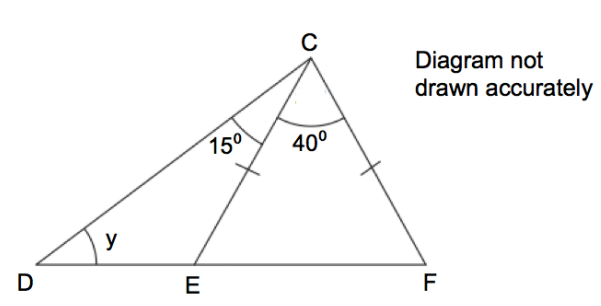 C
Diagram not
drawn accurately
15⁰
40⁰
y
D
E
F